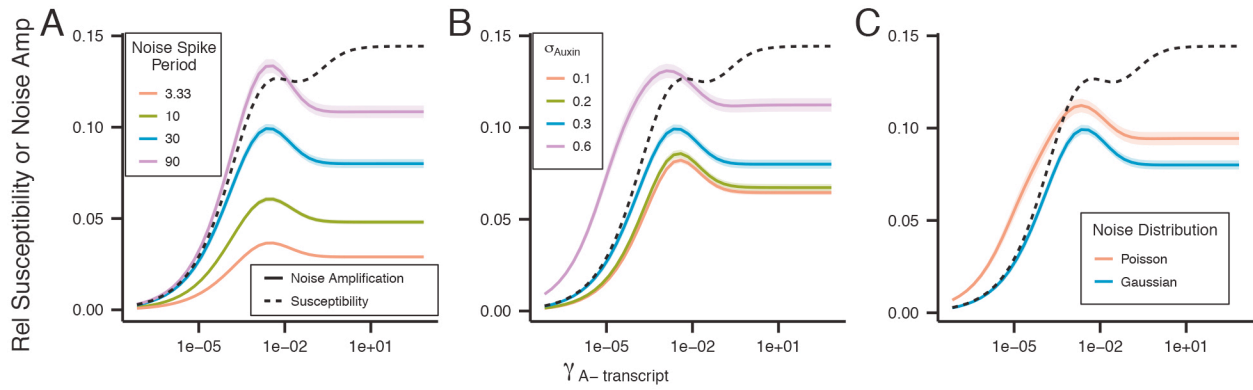 A
B
C
Rel Susceptibility or Noise Amp
0.15
0.10
0.05
0.00
Noise Spike
Period
3.33
10
30
90
Noise Amplification
Susceptibility
1e-05
1e-02
1e+01
0.15
0.10
0.05
0.00
σAuxin
0.1
0.2
0.3
0.6
1e-05
1e-02
1e+01
0.15
0.10
0.05
0.00
Noise Distribution
Poisson
Gaussian
1e-05
1e-02
1e+01
γA- transcript